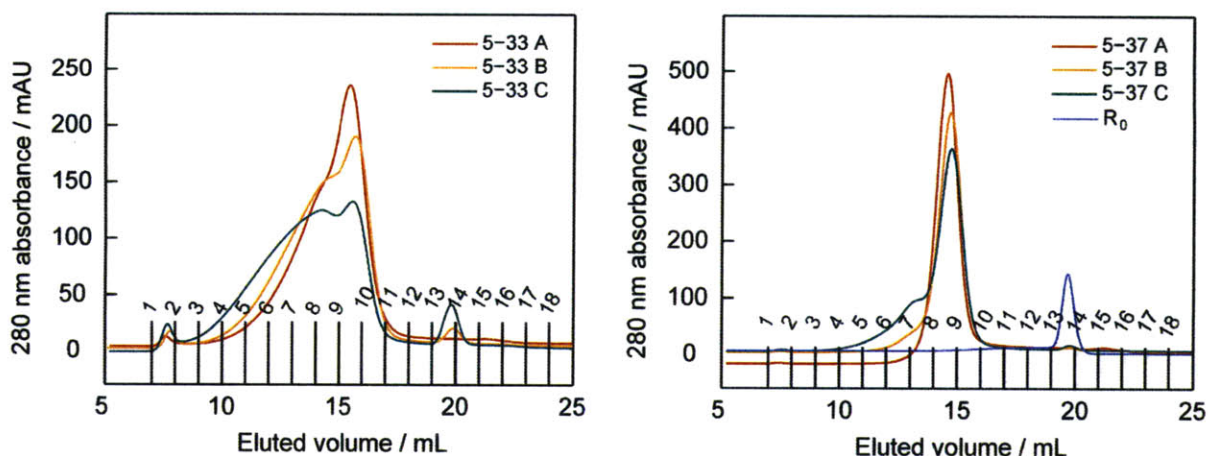 5-33 A
5-33 B
5-33 C
250
200
150
100
50
0
280 nm absorbance / mAU
1 2 3 4 5 6 7 8 9 10 11 12 13 14 15 16 17 18
5 10 15 20 25
Eluted volume / mL
5-37 A
5-37 B
5-37 C
R₀
500
400
300
200
100
0
280 nm absorbance / mAU
1 2 3 4 5 6 7 8 9 10 11 12 13 14 15 16 17 18
5 10 15 20 25
Eluted volume / mL